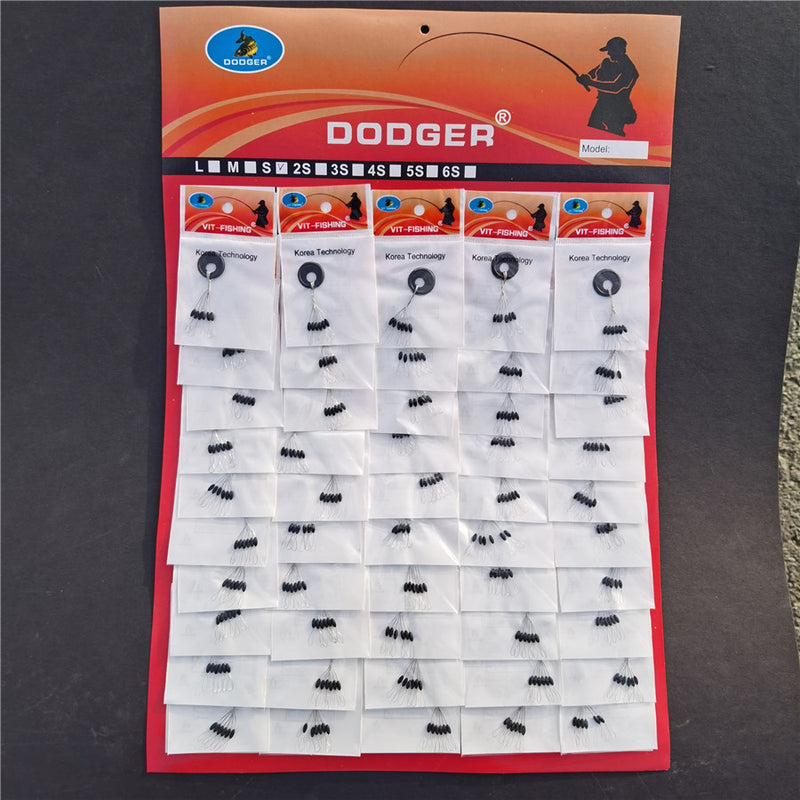 DODGER®
DODGER®
Model:
L M S ✓ 2S 3S 4S 5S 6S
VIT-FISHING® VIT-FISHING® VIT-FISHING® VIT-FISHING® VIT-FISHING®
Korea Technology Korea Technology Korea Technology Korea Technology Korea Technology